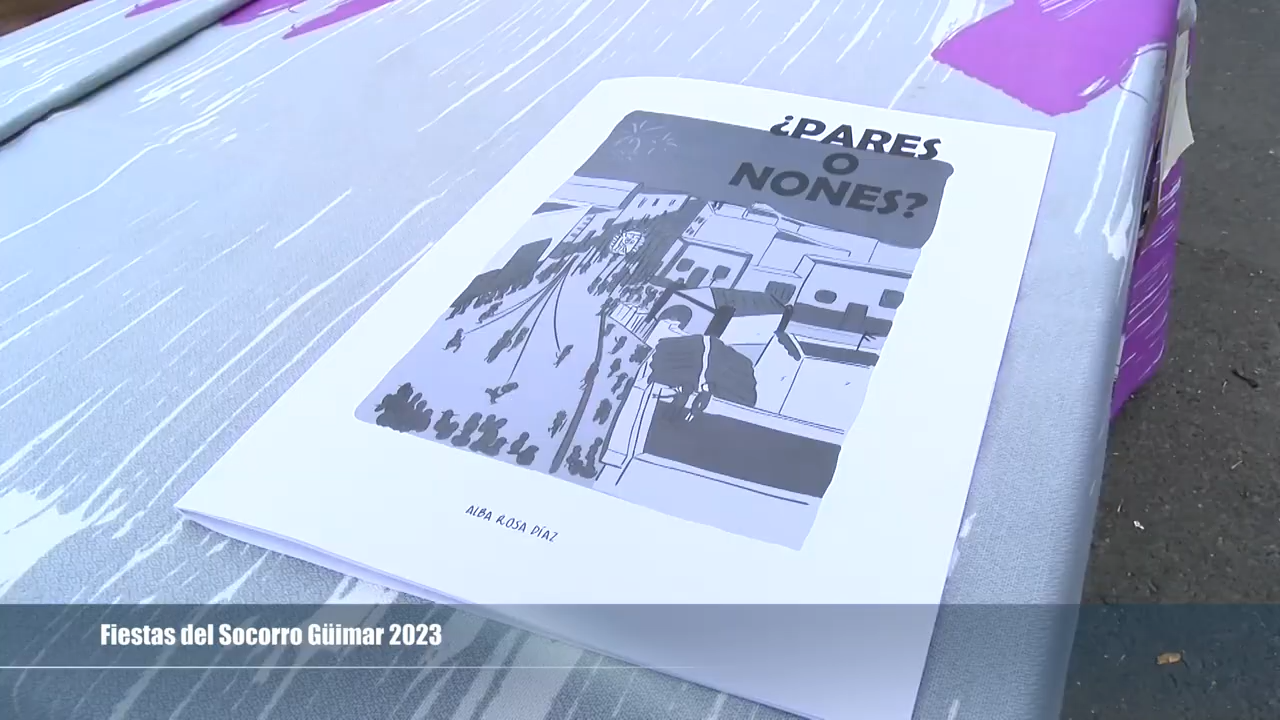 ¿PARES
O
NONES?
ALBA ROSA DÍAZ
Fiestas del Socorro Güimar 2023